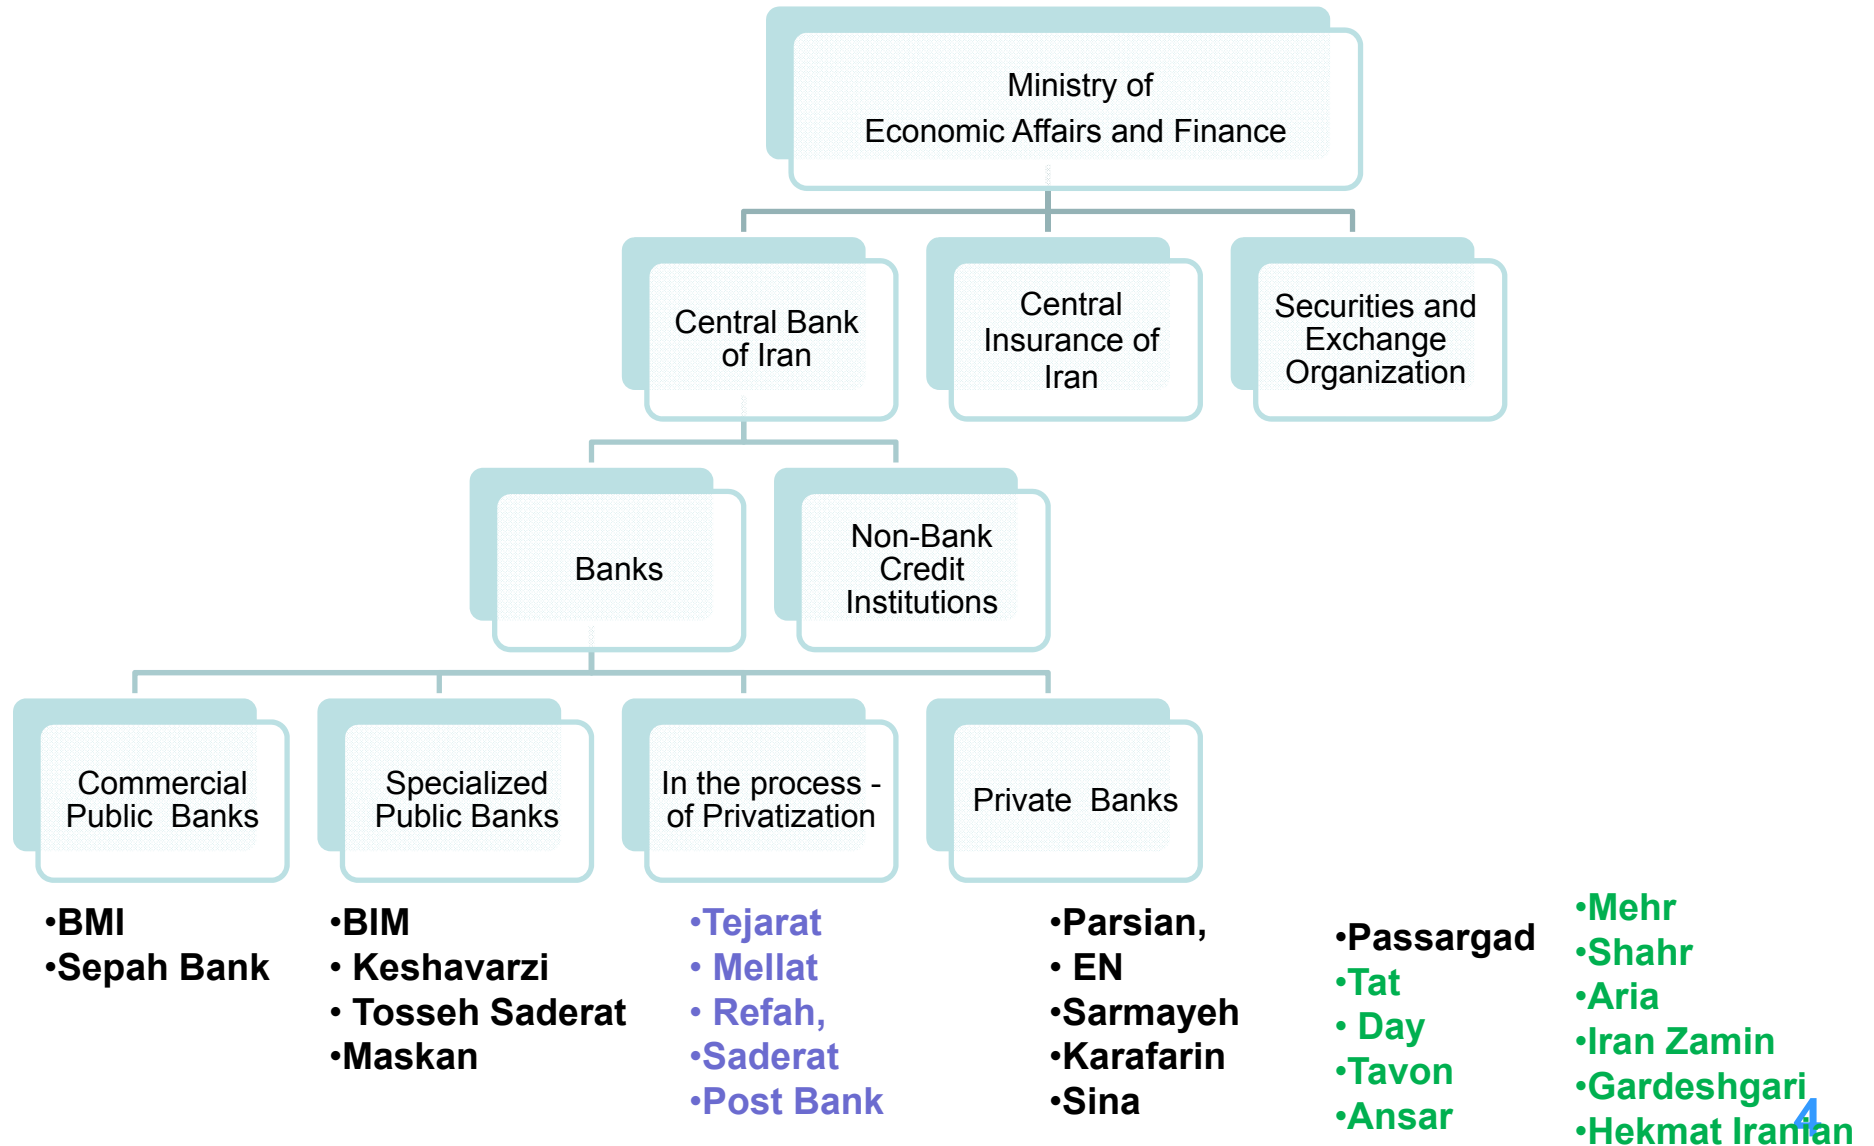 Ministry of
Economic Affairs and Finance
Central Bank
of Iran
Central
Insurance of
Iran
Securities and
Exchange
Organization
Banks
Non-Bank
Credit
Institutions
Commercial
Public  Banks
Specialized
Public Banks
In the process -
of Privatization
Private  Banks
•BMI
•Sepah Bank
•BIM
• Keshavarzi
• Tosseh Saderat
•Maskan
•Tejarat
• Mellat
• Refah,
•Saderat
•Post Bank
•Parsian,
• EN
•Sarmayeh
•Karafarin
•Sina
•Passargad
•Tat
• Day
•Tavon
•Ansar
•Mehr
•Shahr
•Aria
•Iran Zamin
•Gardeshgari
•Hekmat Iranian
4